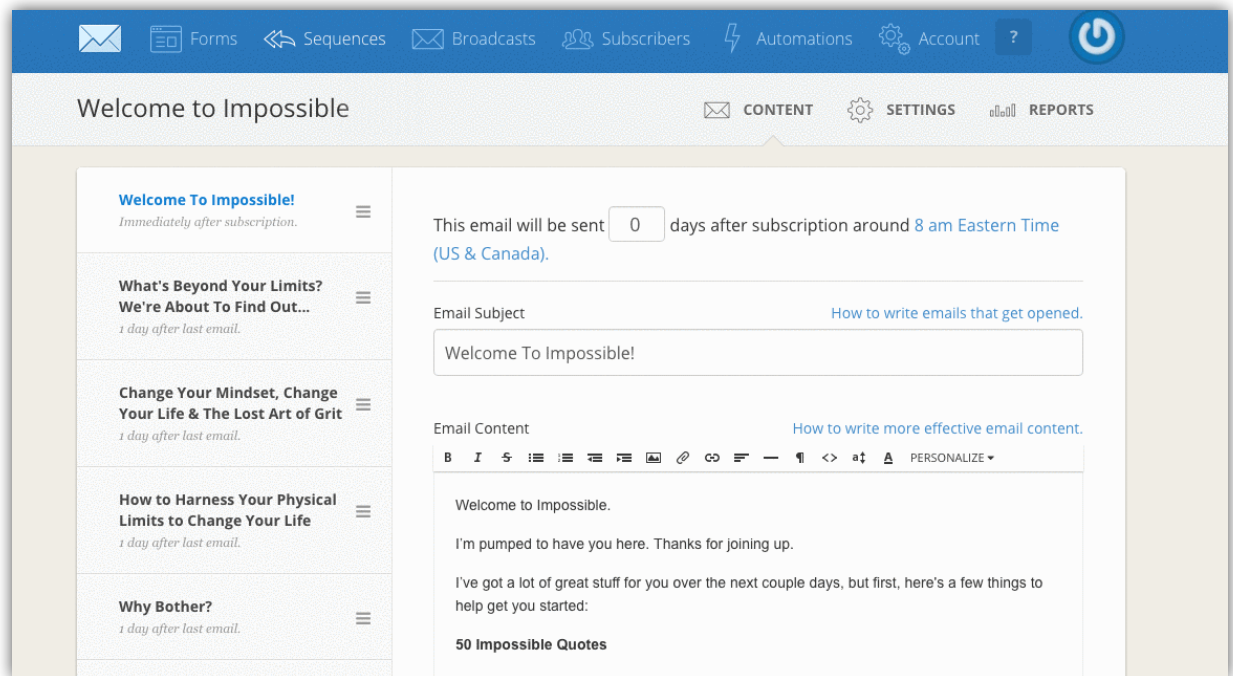 Forms Sequences Broadcasts Subscribers Automations Account ?
Welcome to Impossible
CONTENT SETTINGS REPORTS
Welcome To Impossible!
Immediately after subscription.
What's Beyond Your Limits?
We're About To Find Out...
1 day after last email.
Change Your Mindset, Change
Your Life & The Lost Art of Grit
1 day after last email.
How to Harness Your Physical
Limits to Change Your Life
1 day after last email.
Why Bother?
1 day after last email.
This email will be sent 0 days after subscription around 8 am Eastern Time
(US & Canada).
Email Subject How to write emails that get opened.
Welcome To Impossible!
Email Content How to write more effective email content.
B I S ¶ <> a A PERSONALIZE
Welcome to Impossible.
I'm pumped to have you here. Thanks for joining up.
I've got a lot of great stuff for you over the next couple days, but first, here's a few things to
help get you started:
50 Impossible Quotes